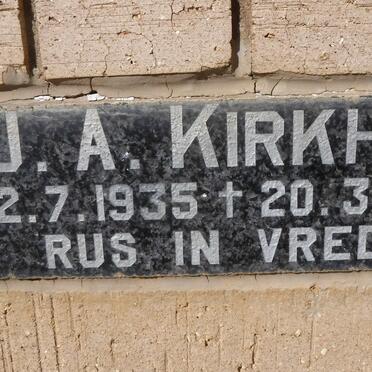 J. A. KIRKH
2.7.1935 † 20.3
RUS IN VRED